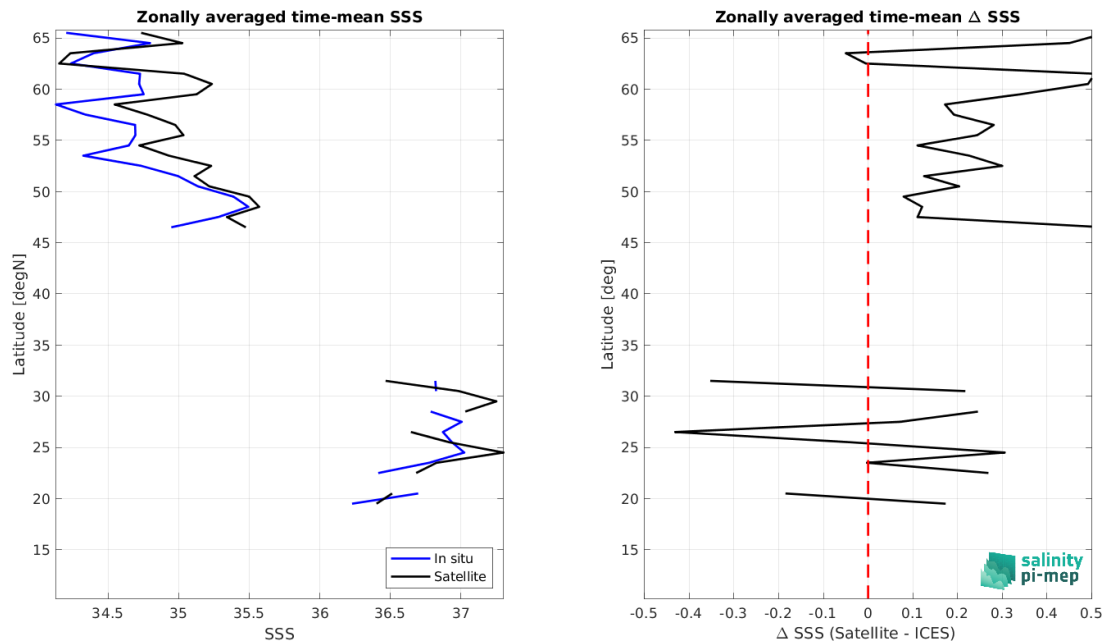 Zonally averaged time-mean SSS
65
60
55
50
45
40
35
30
25
20
15
Latitude [degN]
34.5 35 35.5 36 36.5 37
SSS
In situ
Satellite
Zonally averaged time-mean Δ SSS
65
60
55
50
45
40
35
30
25
20
15
Latitude [deg]
-0.5 -0.4 -0.3 -0.2 -0.1 0 0.1 0.2 0.3 0.4 0.5
Δ SSS (Satellite - ICES)
salinity
pi-mep